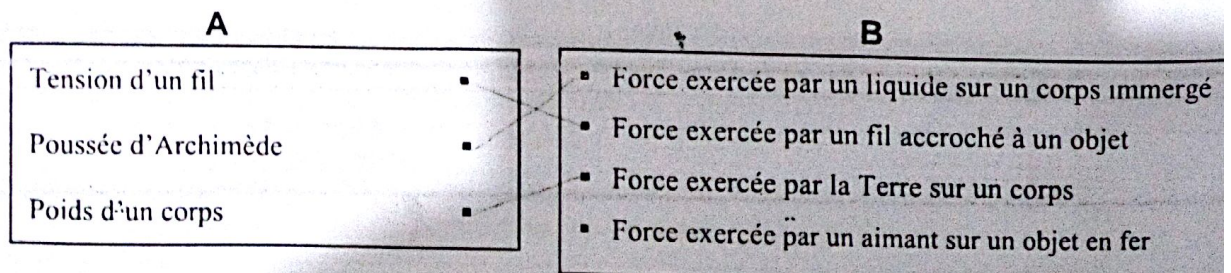 A
B
Tension d'un fil
Poussée d'Archimède
Poids d'un corps
Force exercée par un liquide sur un corps immergé
Force exercée par un fil accroché à un objet
Force exercée par la Terre sur un corps
Force exercée par un aimant sur un objet en fer